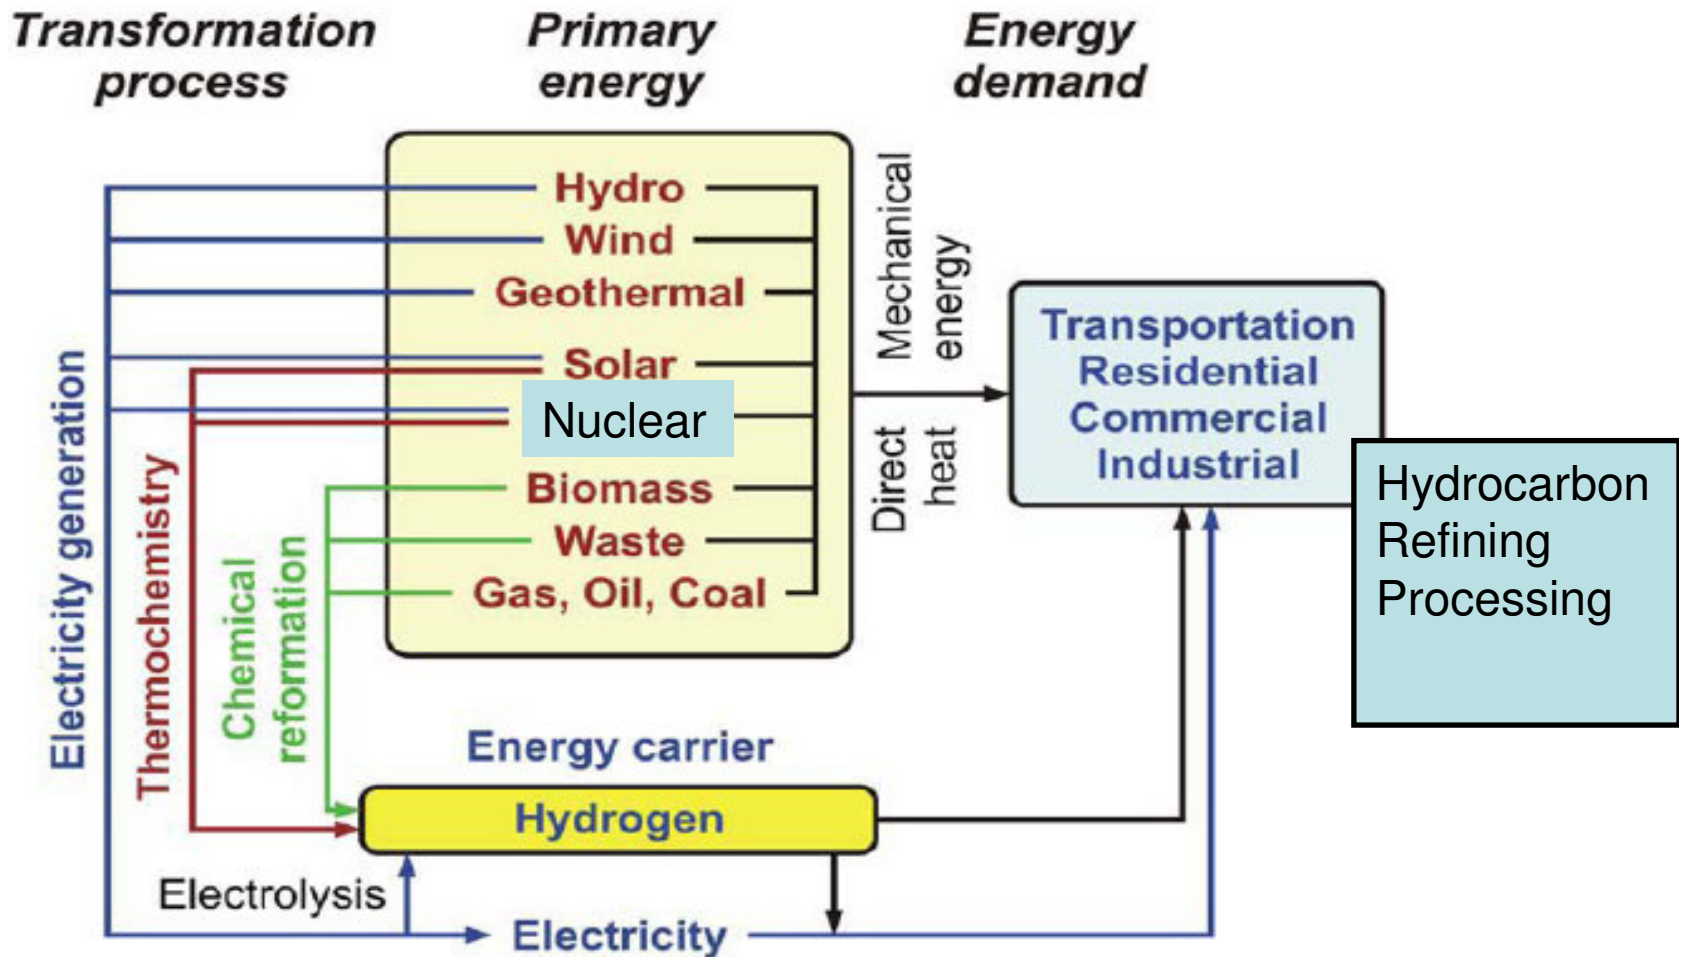 Transformation
process
Primary
energy
Energy
demand
Hydro
Wind
Geothermal
Solar
Nuclear
Biomass
Waste
Gas, Oil, Coal
Mechanical
energy
Direct
heat
Transportation
Residential
Commercial
Industrial
Hydrocarbon
Refining
Processing
Electricity generation
Thermochemistry
Chemical
reformation
Energy carrier
Hydrogen
Electrolysis
Electricity